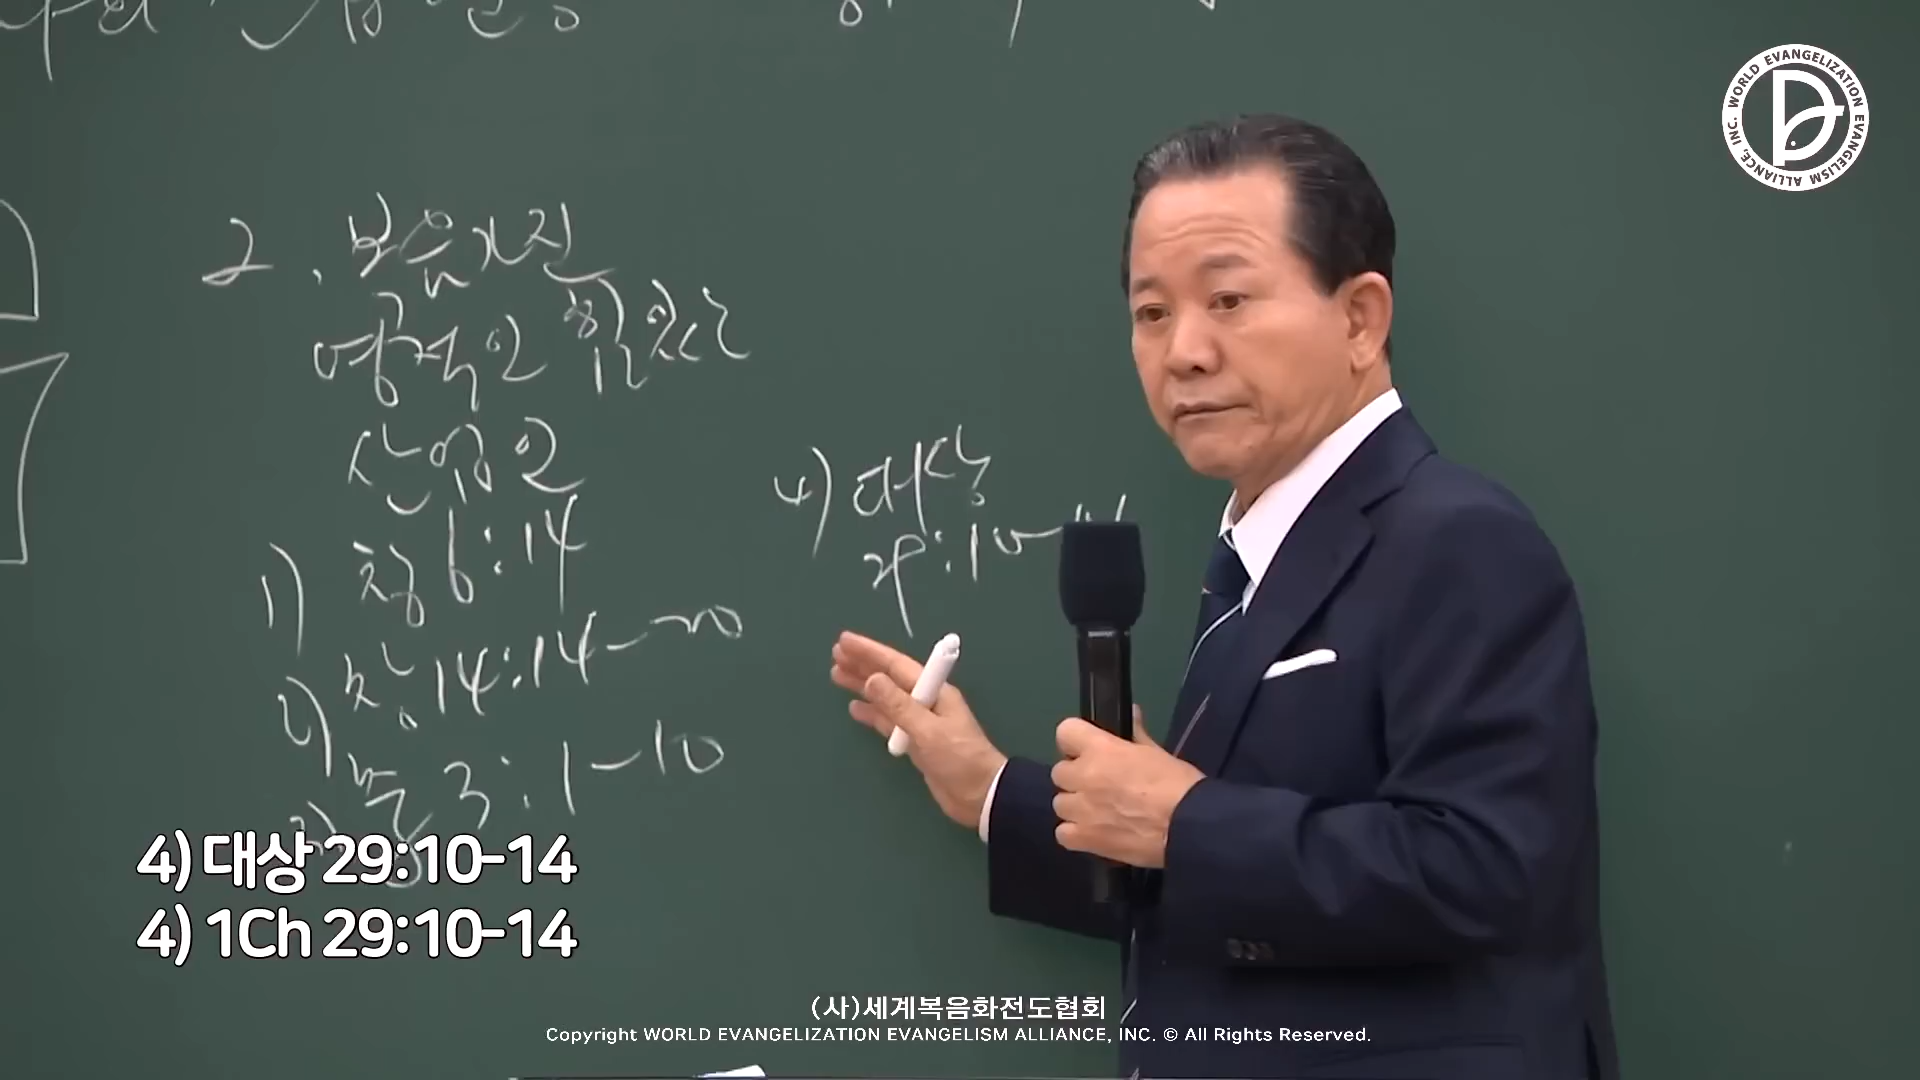 WORLD EVANGELIZATION EVANGELISM ALLIANCE, INC.
2. 복음 가진
영적인 힘 있는
산업인
1) 창 6:14
2) 창 14:14-20
3) 출 3:1-10
4) 대상
29:10-14
4) 대상 29:10-14
4) 1Ch 29:10-14
(사)세계복음화전도협회
Copyright WORLD EVANGELIZATION EVANGELISM ALLIANCE, INC. © All Rights Reserved.